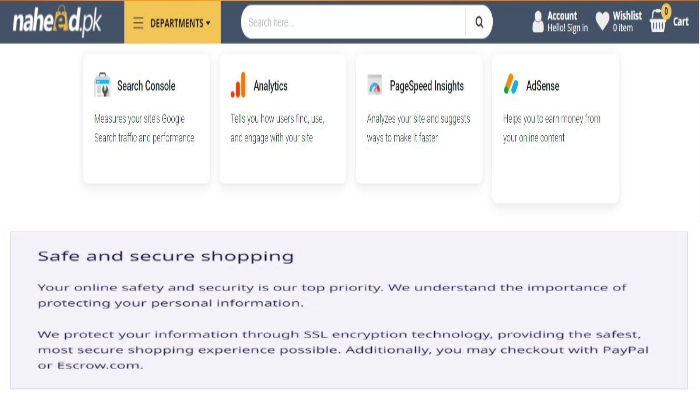 naheed.pk
DEPARTMENTS
Search here...
Account
Hello! Sign in
Wishlist
0 item
0
Cart
Search Console
Measures your site's Google
Search traffic and performance
Analytics
Tells you how users find, use,
and engage with your site
PageSpeed Insights
Analyzes your site and suggests
ways to make it faster
AdSense
Helps you to earn money from
your online content
Safe and secure shopping
Your online safety and security is our top priority. We understand the importance of
protecting your personal information.
We protect your information through SSL encryption technology, providing the safest,
most secure shopping experience possible. Additionally, you may checkout with PayPal
or Escrow.com.